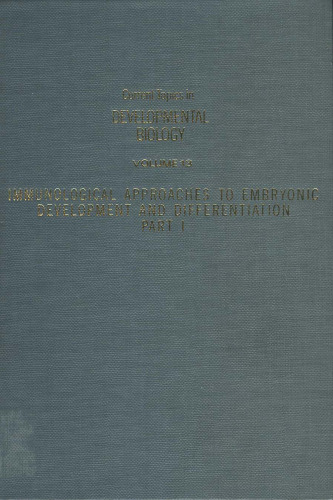 Current Topics in
DEVELOPMENTAL
BIOLOGY
VOLUME 13
IMMUNOLOGICAL APPROACHES TO EMBRYONIC
DEVELOPMENT AND DIFFERENTIATION
PART I